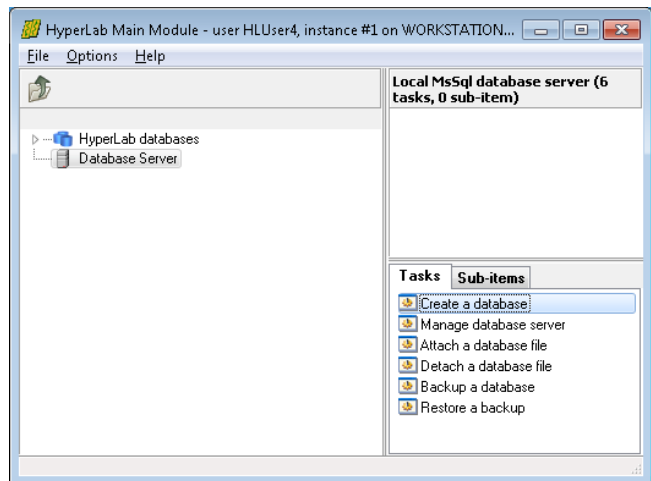 HyperLab Main Module - user HLUser4, instance #1 on WORKSTATION...
File Options Help
Local MsSql database server (6
tasks, 0 sub-item)
HyperLab databases
Database Server
Tasks Sub-items
Create a database
Manage database server
Attach a database file
Detach a database file
Backup a database
Restore a backup